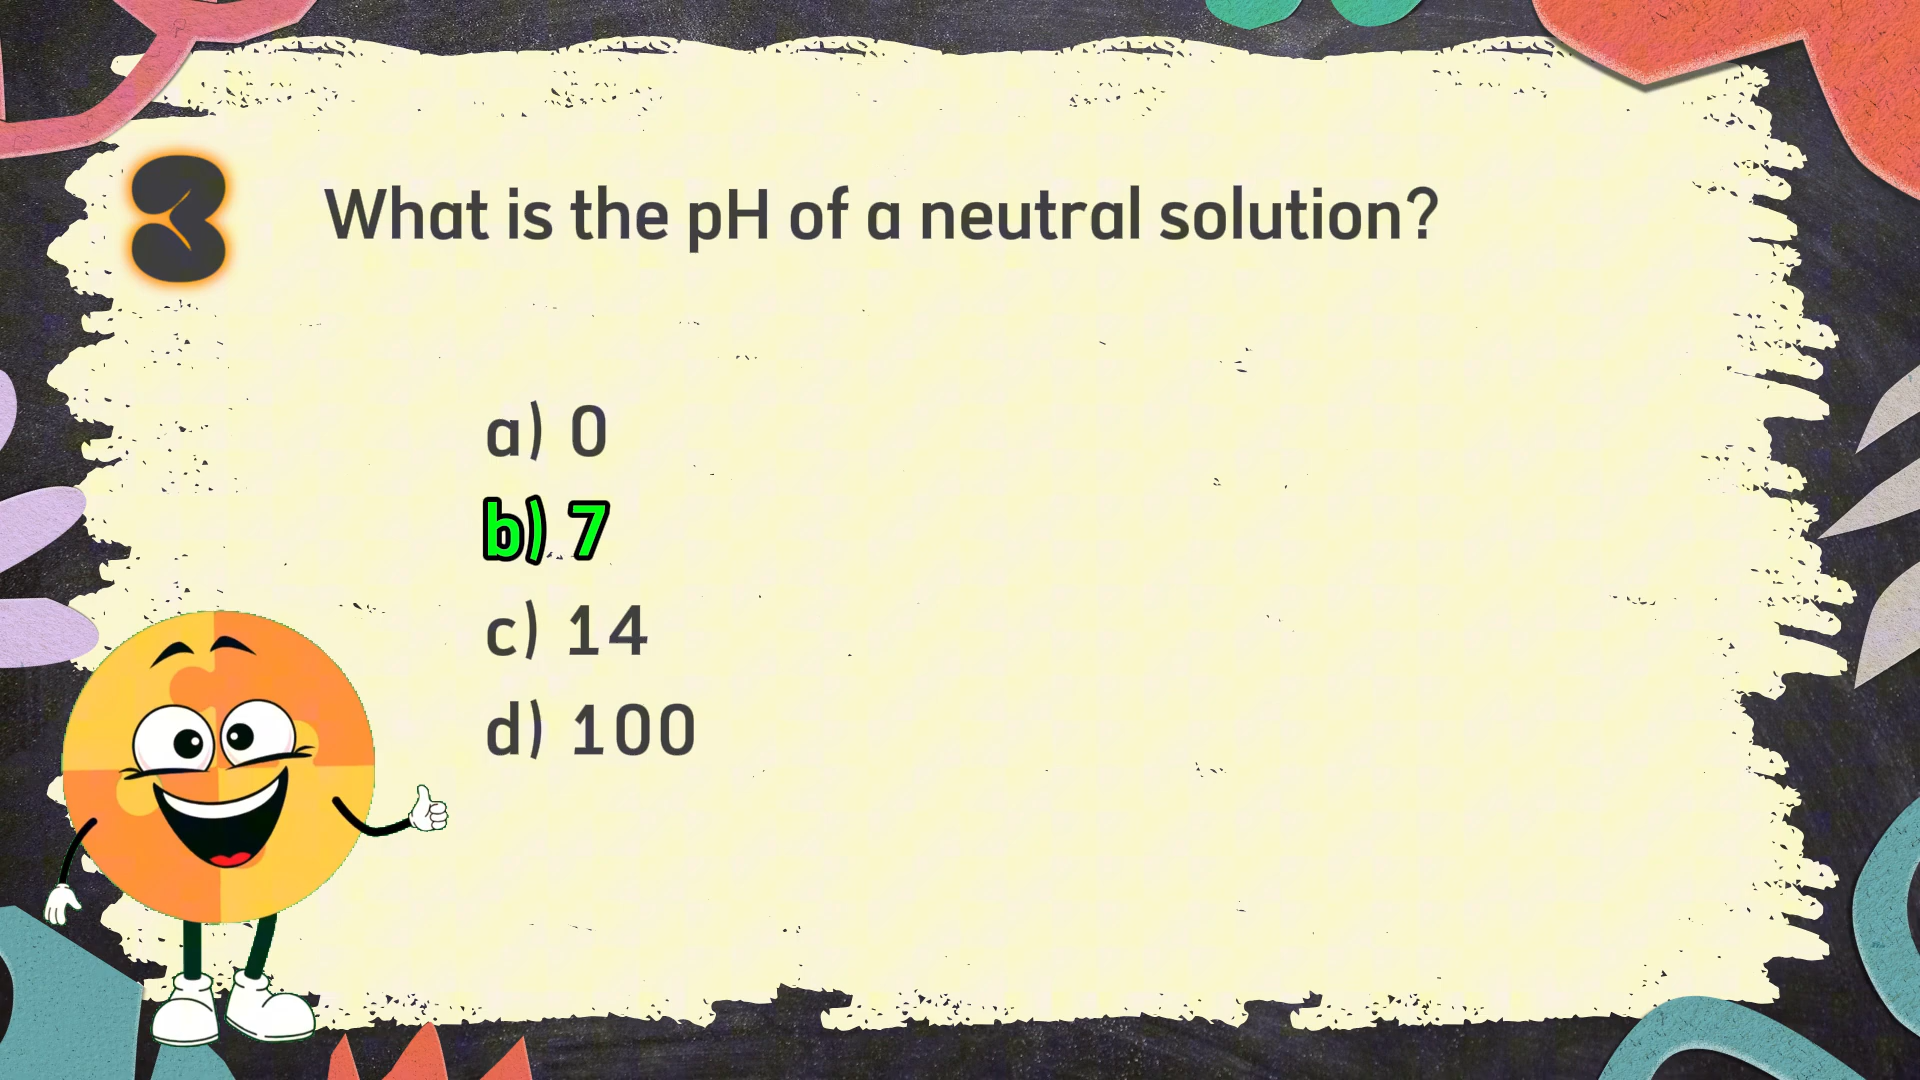 3 What is the pH of a neutral solution?
a) 0
b) 7
c) 14
d) 100